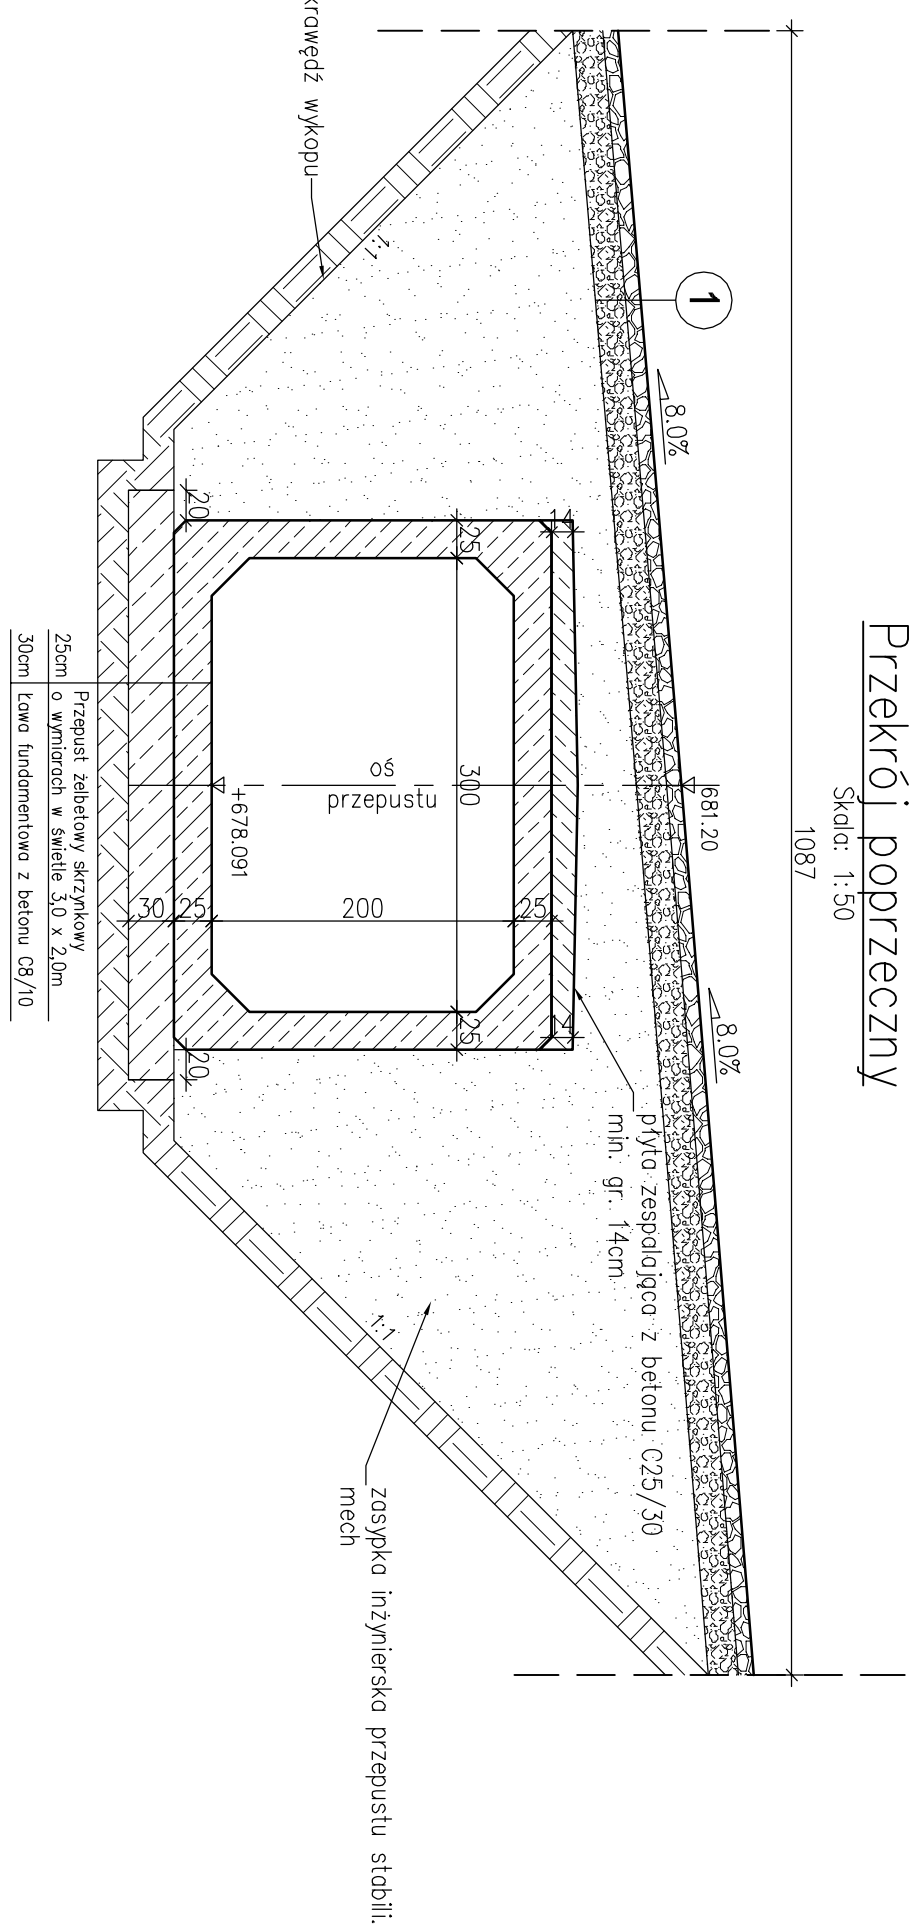 Przekrój poprzeczny
Skala: 1:50
1087
1
8.0%
8.0%
681.20
płyta zespalająca z betonu C25/30
min. gr. 14cm
14
14
krawędź wykopu
1:1
1:1
25
300
25
oś
przepustu
+678.091
30
25
200
25
20
20
zasypka inżynierska przepustu stabili.
mech
Przepust żelbetowy skrzynkowy
25cm o wymiarach w świetle 3,0 x 2,0m
30cm ława fundamentowa z betonu C8/10